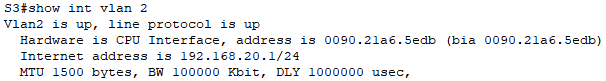 S3#show int vlan 2
Vlan2 is up, line protocol is up
Hardware is CPU Interface, address is 0090.21a6.5edb (bia 0090.21a6.5edb)
Internet address is 192.168.20.1/24
MTU 1500 bytes, BW 100000 Kbit, DLY 1000000 usec,